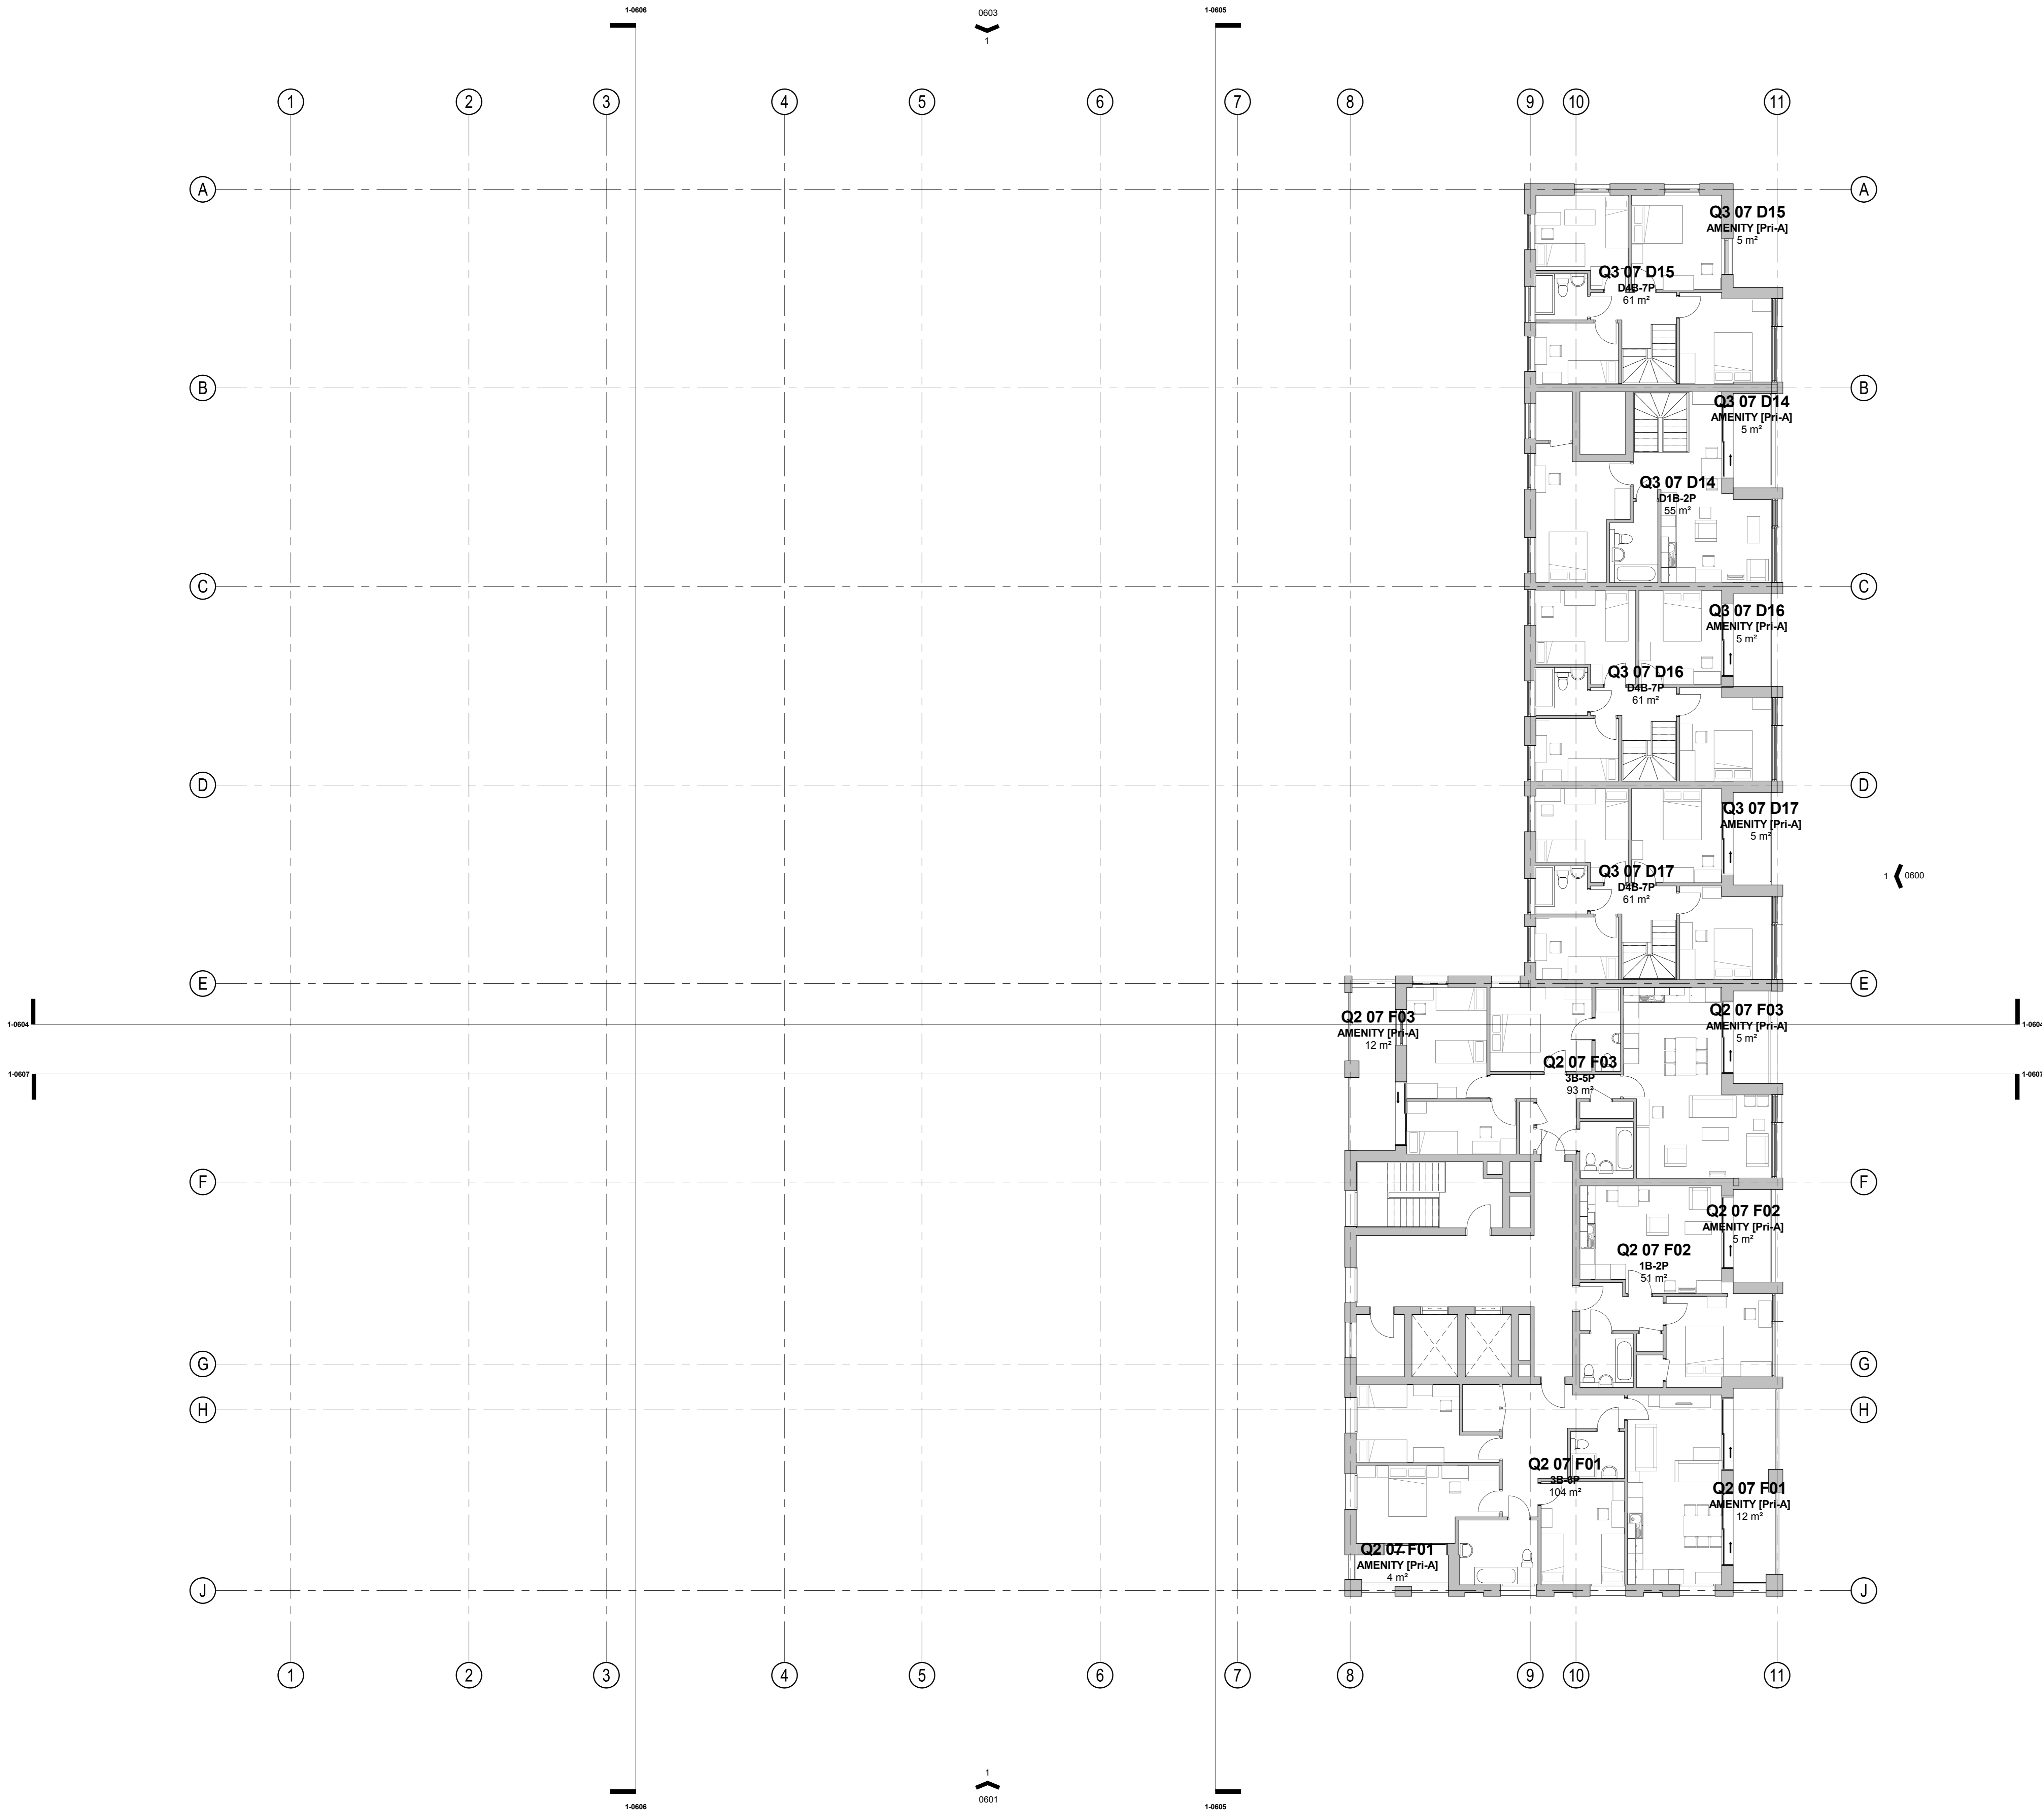 1-0606
0603
1-0605
1
1
2
3
4
5
6
7
8
9
10
11
A
A
Q3 07 D15
AMENITY [Pri-A]
5 m²
Q3 07 D15
D4B-7P
61 m²
B
B
Q3 07 D14
AMENITY [Pri-A]
5 m²
Q3 07 D14
D1B-2P
55 m²
C
C
Q3 07 D16
AMENITY [Pri-A]
5 m²
Q3 07 D16
D4B-7P
61 m²
D
D
Q3 07 D17
AMENITY [Pri-A]
5 m²
Q3 07 D17
D4B-7P
61 m²
1
0600
E
E
Q2 07 F03
AMENITY [Pri-A]
12 m²
Q2 07 F03
AMENITY [Pri-A]
5 m²
1-0604
1-0604
Q2 07 F03
3B-5P
93 m²
1-0607
1-0607
F
F
Q2 07 F02
AMENITY [Pri-A]
5 m²
Q2 07 F02
1B-2P
51 m²
G
G
H
H
Q2 07 F01
3B-6P
104 m²
Q2 07 F01
AMENITY [Pri-A]
12 m²
Q2 07 F01
AMENITY [Pri-A]
4 m²
J
J
1
2
3
4
5
6
7
8
9
10
11
1
0601
1-0606
1-0605